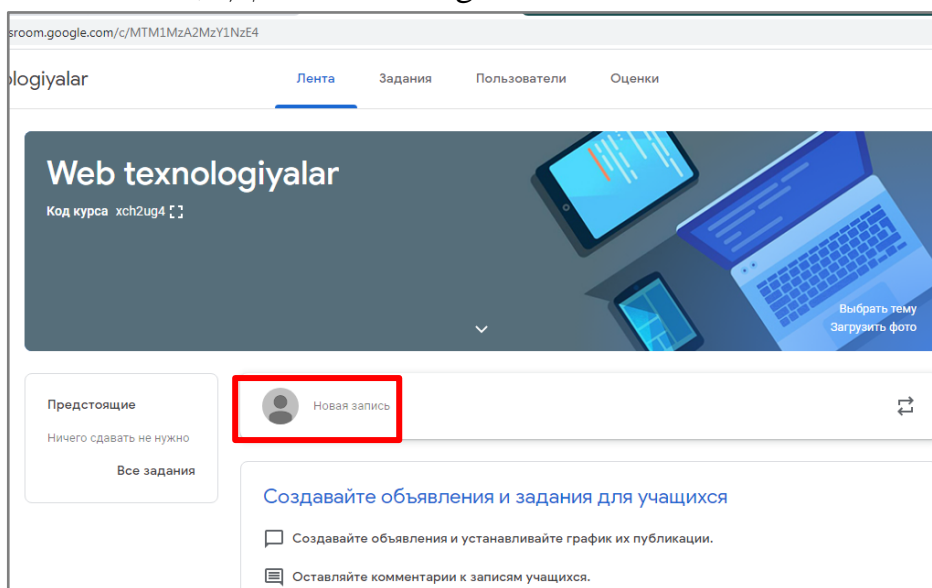 sroom.google.com/c/MTM1MzA2MzY1NzE4
logiyalar
Лента Задания Пользователи Оценки
Web texnologiyalar
Код курса xch2ug4
Выбрать тему
Загрузить фото
Предстоящие
Ничего сдавать не нужно
Все задания
Новая запись
Создавайте объявления и задания для учащихся
Создавайте объявления и устанавливайте график их публикации.
Оставляйте комментарии к записям учащихся.